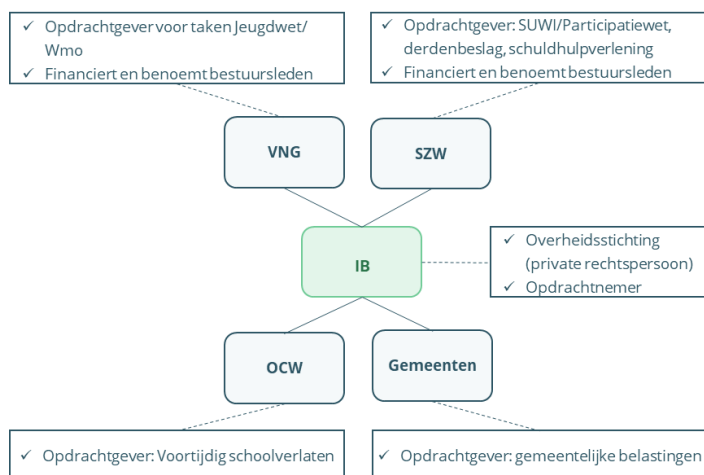 ✓ Opdrachtgever voor taken Jeugdwet/
Wmo
✓ Financiert en benoemt bestuursleden
✓ Opdrachtgever: SUWI/Participatiewet,
derdenbeslag, schuldhulpverlening
✓ Financiert en benoemt bestuursleden
VNG
SZW
IB
✓ Overheidsstichting
(private rechtspersoon)
✓ Opdrachtnemer
OCW
Gemeenten
✓ Opdrachtgever: Voortijdig schoolverlaten
✓ Opdrachtgever: gemeentelijke belastingen